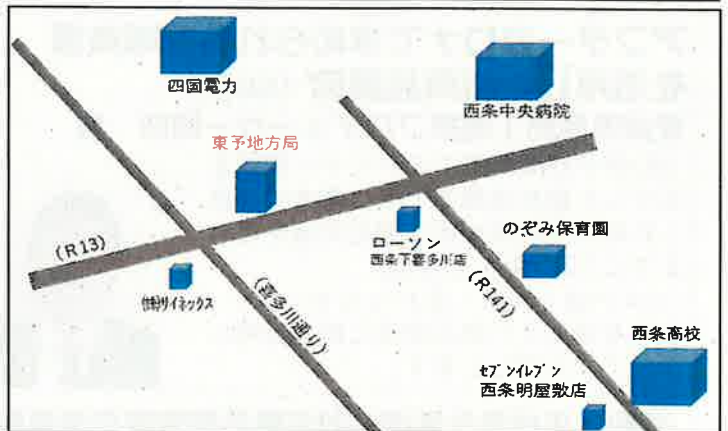 四国電力
西条中央病院
東予地方局
(R13)
ローソン
西条下喜多川店
のぞみ保育園
㈱サイネックス
(喜多川通り)
(R141)
西条高校
セブンイレブン
西条明屋敷店